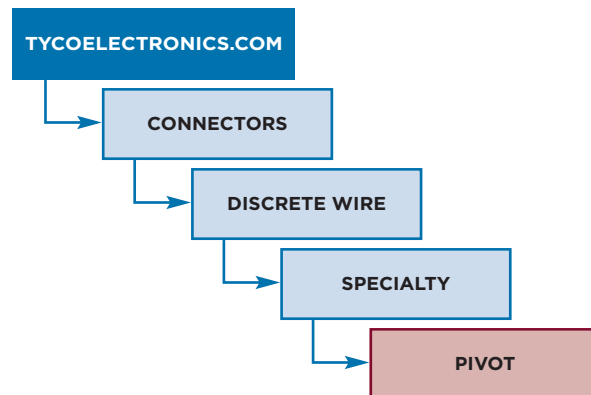 TYCOELECTRONICS.COM
CONNECTORS
DISCRETE WIRE
SPECIALTY
PIVOT